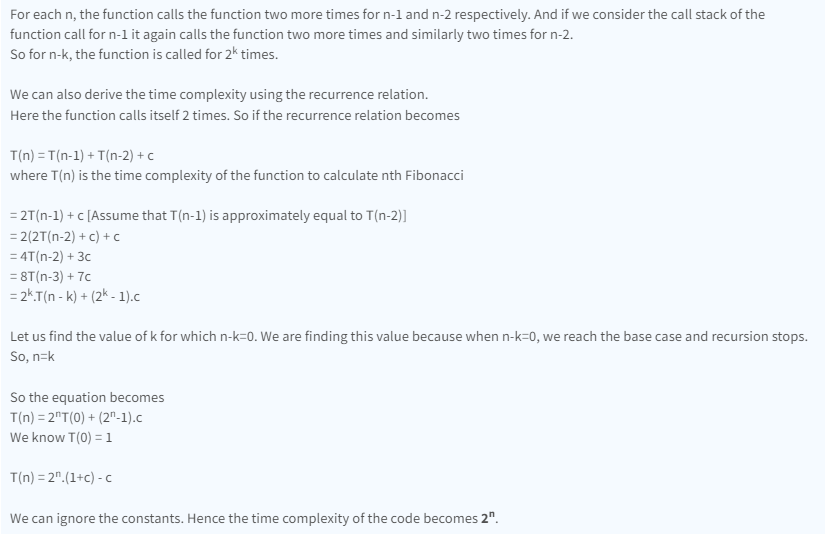 For each n, the function calls the function two more times for n-1 and n-2 respectively. And if we consider the call stack of the
function call for n-1 it again calls the function two more times and similarly two times for n-2.
So for n-k, the function is called for 2ᵏ times.
We can also derive the time complexity using the recurrence relation.
Here the function calls itself 2 times. So if the recurrence relation becomes
T(n) = T(n-1) + T(n-2) + c
where T(n) is the time complexity of the function to calculate nth Fibonacci
= 2T(n-1) + c [Assume that T(n-1) is approximately equal to T(n-2)]
= 2(2T(n-2) + c) + c
= 4T(n-2) + 3c
= 8T(n-3) + 7c
= 2ᵏ.T(n - k) + (2ᵏ - 1).c
Let us find the value of k for which n-k=0. We are finding this value because when n-k=0, we reach the base case and recursion stops.
So, n=k
So the equation becomes
T(n) = 2ⁿT(0) + (2ⁿ-1).c
We know T(0) = 1
T(n) = 2ⁿ.(1+c) - c
We can ignore the constants. Hence the time complexity of the code becomes 2ⁿ.